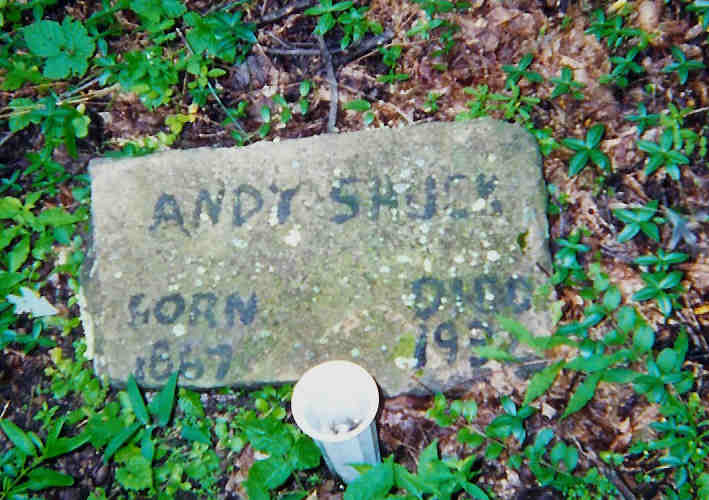 ANDY SHUCK
BORN DIED
1867